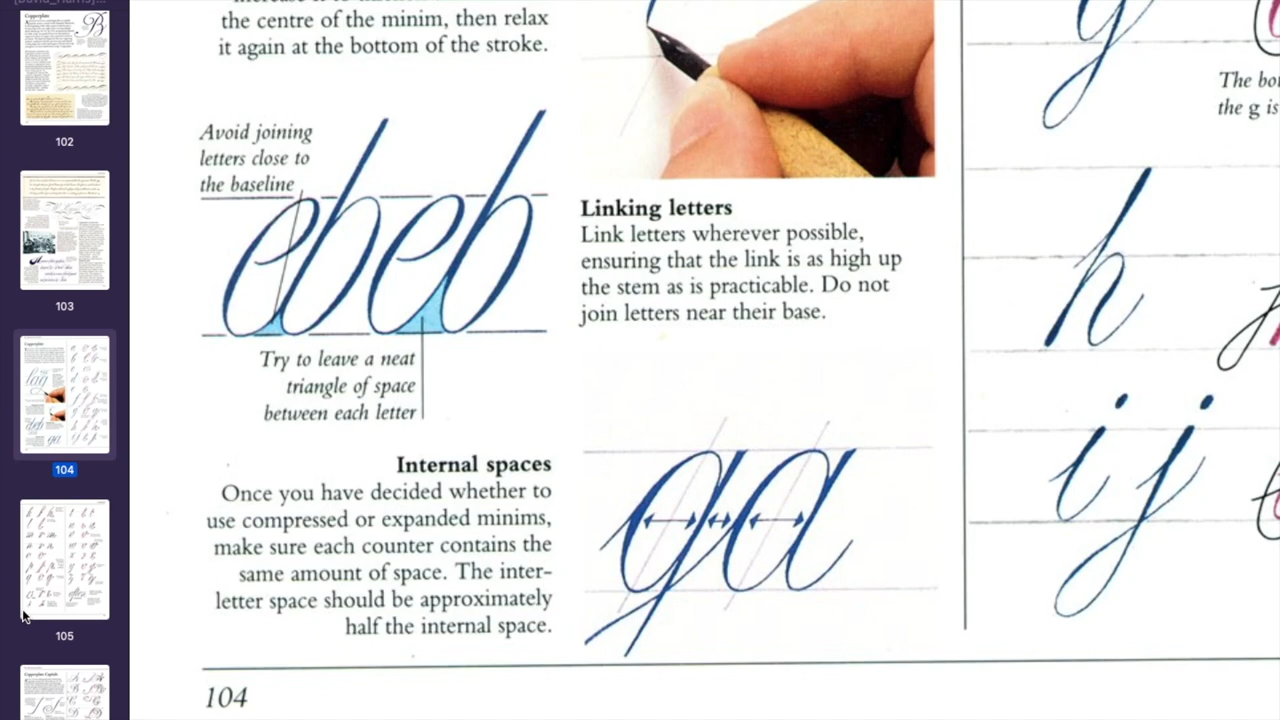 [David_Harris]...
102
103
104
105
increase it to
the centre of the minim, then relax
it again at the bottom of the stroke.
Avoid joining
letters close to
the baseline
ebeb
Try to leave a neat
triangle of space
between each letter
Linking letters
Link letters wherever possible,
ensuring that the link is as high up
the stem as is practicable. Do not
join letters near their base.
Internal spaces
Once you have decided whether to
use compressed or expanded minims,
make sure each counter contains the
same amount of space. The inter-
letter space should be approximately
half the internal space.
ga
104
g
The bo
the g is
h
i j